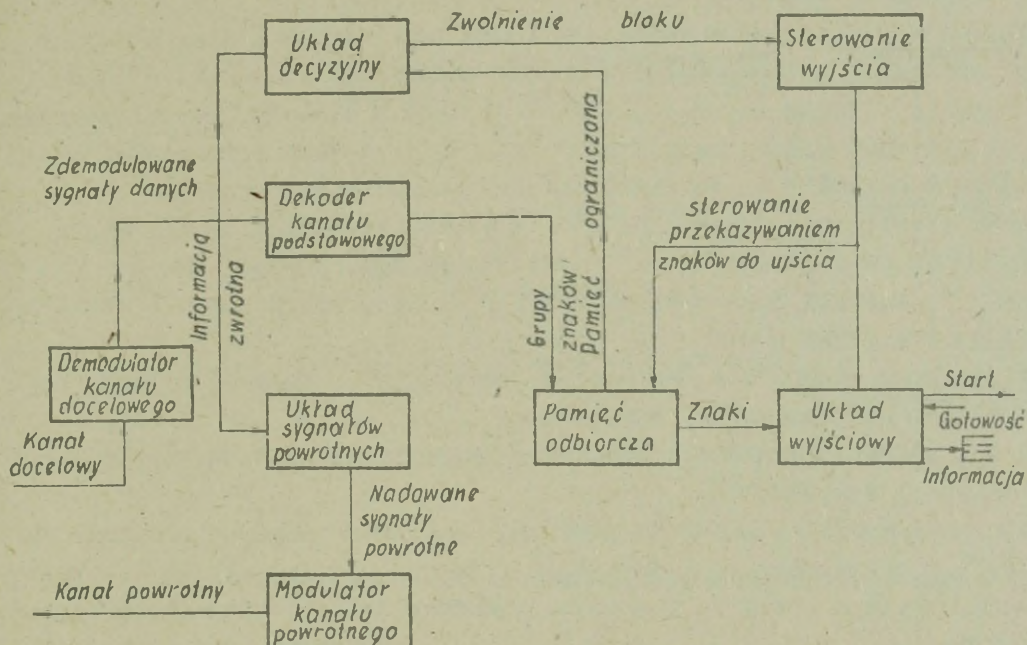 Układ
decyzyjny
Zwolnienie bloku
Sterowanie
wyjścia
Zdemodulowane
sygnały danych
Dekoder
kanału
podstawowego
Informacja
zwrotna
Grupy
znaków
Pamięć ograniczona
sterowanie
przekazywaniem
znaków do ujścia
Demodulator
kanału
docelowego
Kanał
docelowy
Układ
sygnałów
powrotnych
Pamięć
odbiorcza
Znaki
Układ
wyjściowy
Start
Gotowość
Informacja
Nadawane
sygnały
powrotne
Kanał powrotny
Modulator
kanału
powrotnego